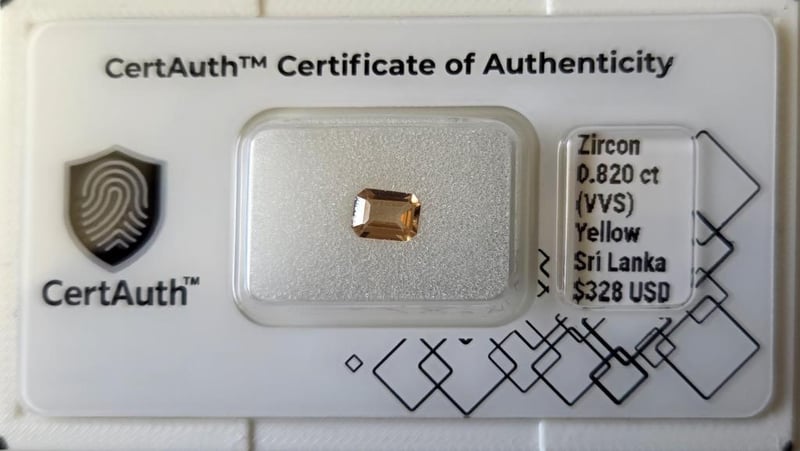 CertAuth™ Certificate of Authenticity
CertAuth™
Zircon
0.820 ct
(VVS)
Yellow
Sri Lanka
$328 USD